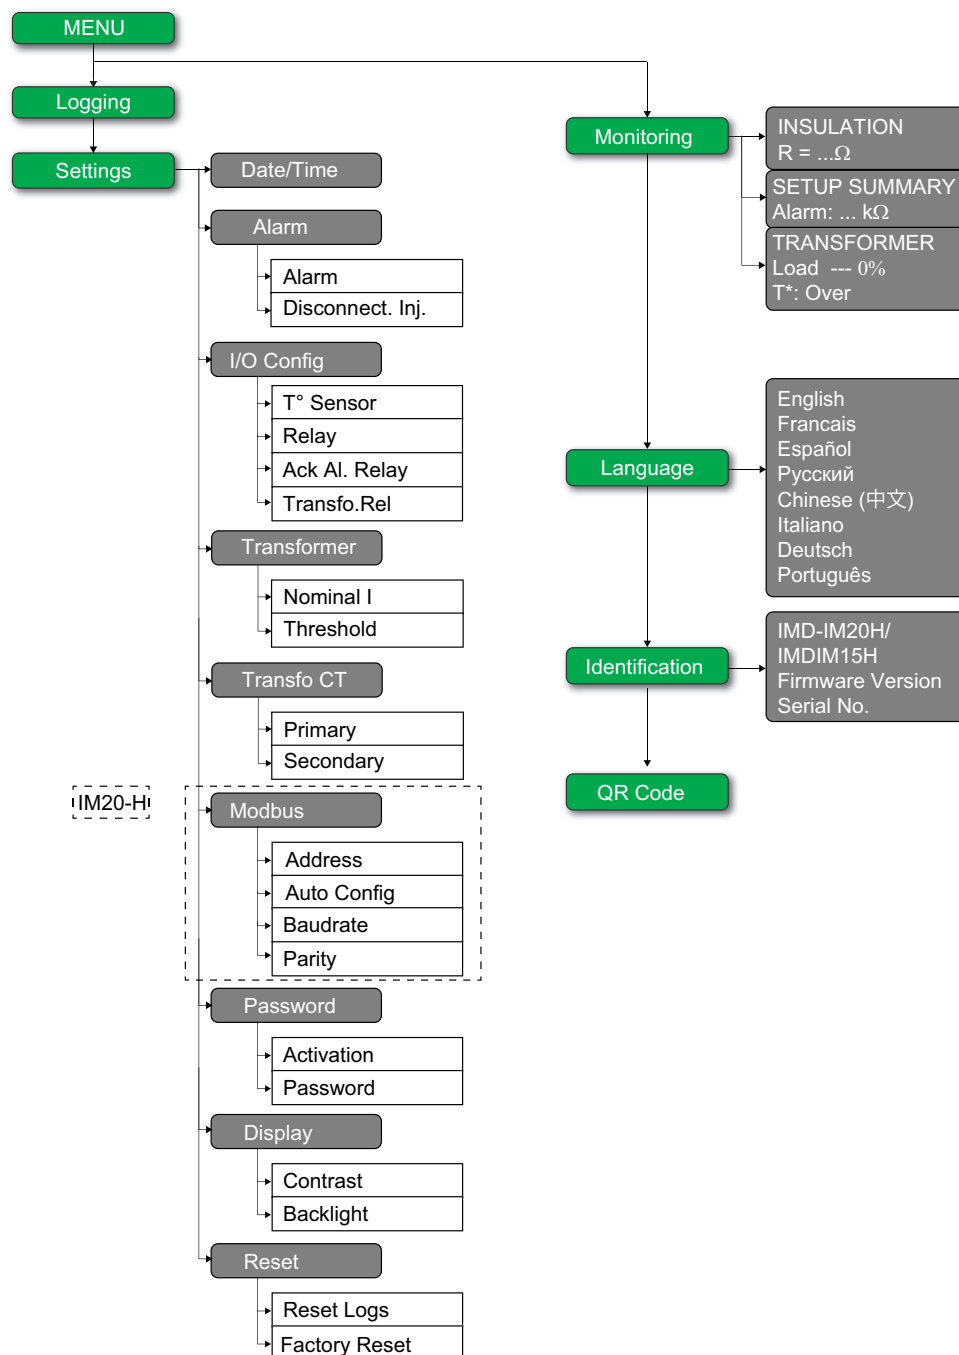 MENU
Logging
Settings
Date/Time
Alarm
Alarm
Disconnect. Inj.
I/O Config
T° Sensor
Relay
Ack Al. Relay
Transfo.Rel
Transformer
Nominal I
Threshold
Transfo CT
Primary
Secondary
IM20-H
Modbus
Address
Auto Config
Baudrate
Parity
Password
Activation
Password
Display
Contrast
Backlight
Reset
Reset Logs
Factory Reset
Monitoring
INSULATION
R = ...Ω
SETUP SUMMARY
Alarm: ... kΩ
TRANSFORMER
Load --- 0%
T*: Over
Language
English
Francais
Español
Русский
Chinese (中文)
Italiano
Deutsch
Português
Identification
IMD-IM20H/
IMDIM15H
Firmware Version
Serial No.
QR Code